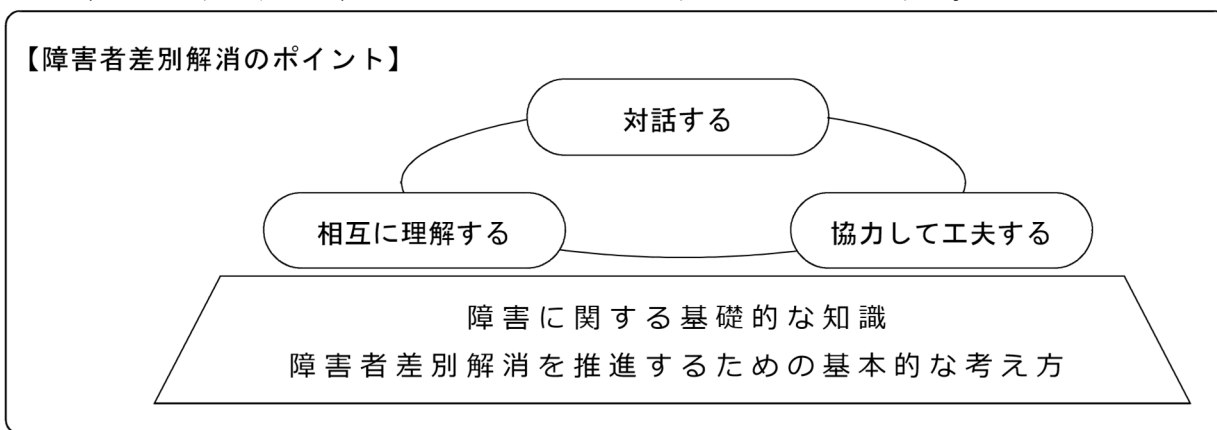 【障害者差別解消のポイント】
対話する
相互に理解する
協力して工夫する
障害に関する基礎的な知識
障害者差別解消を推進するための基本的な考え方